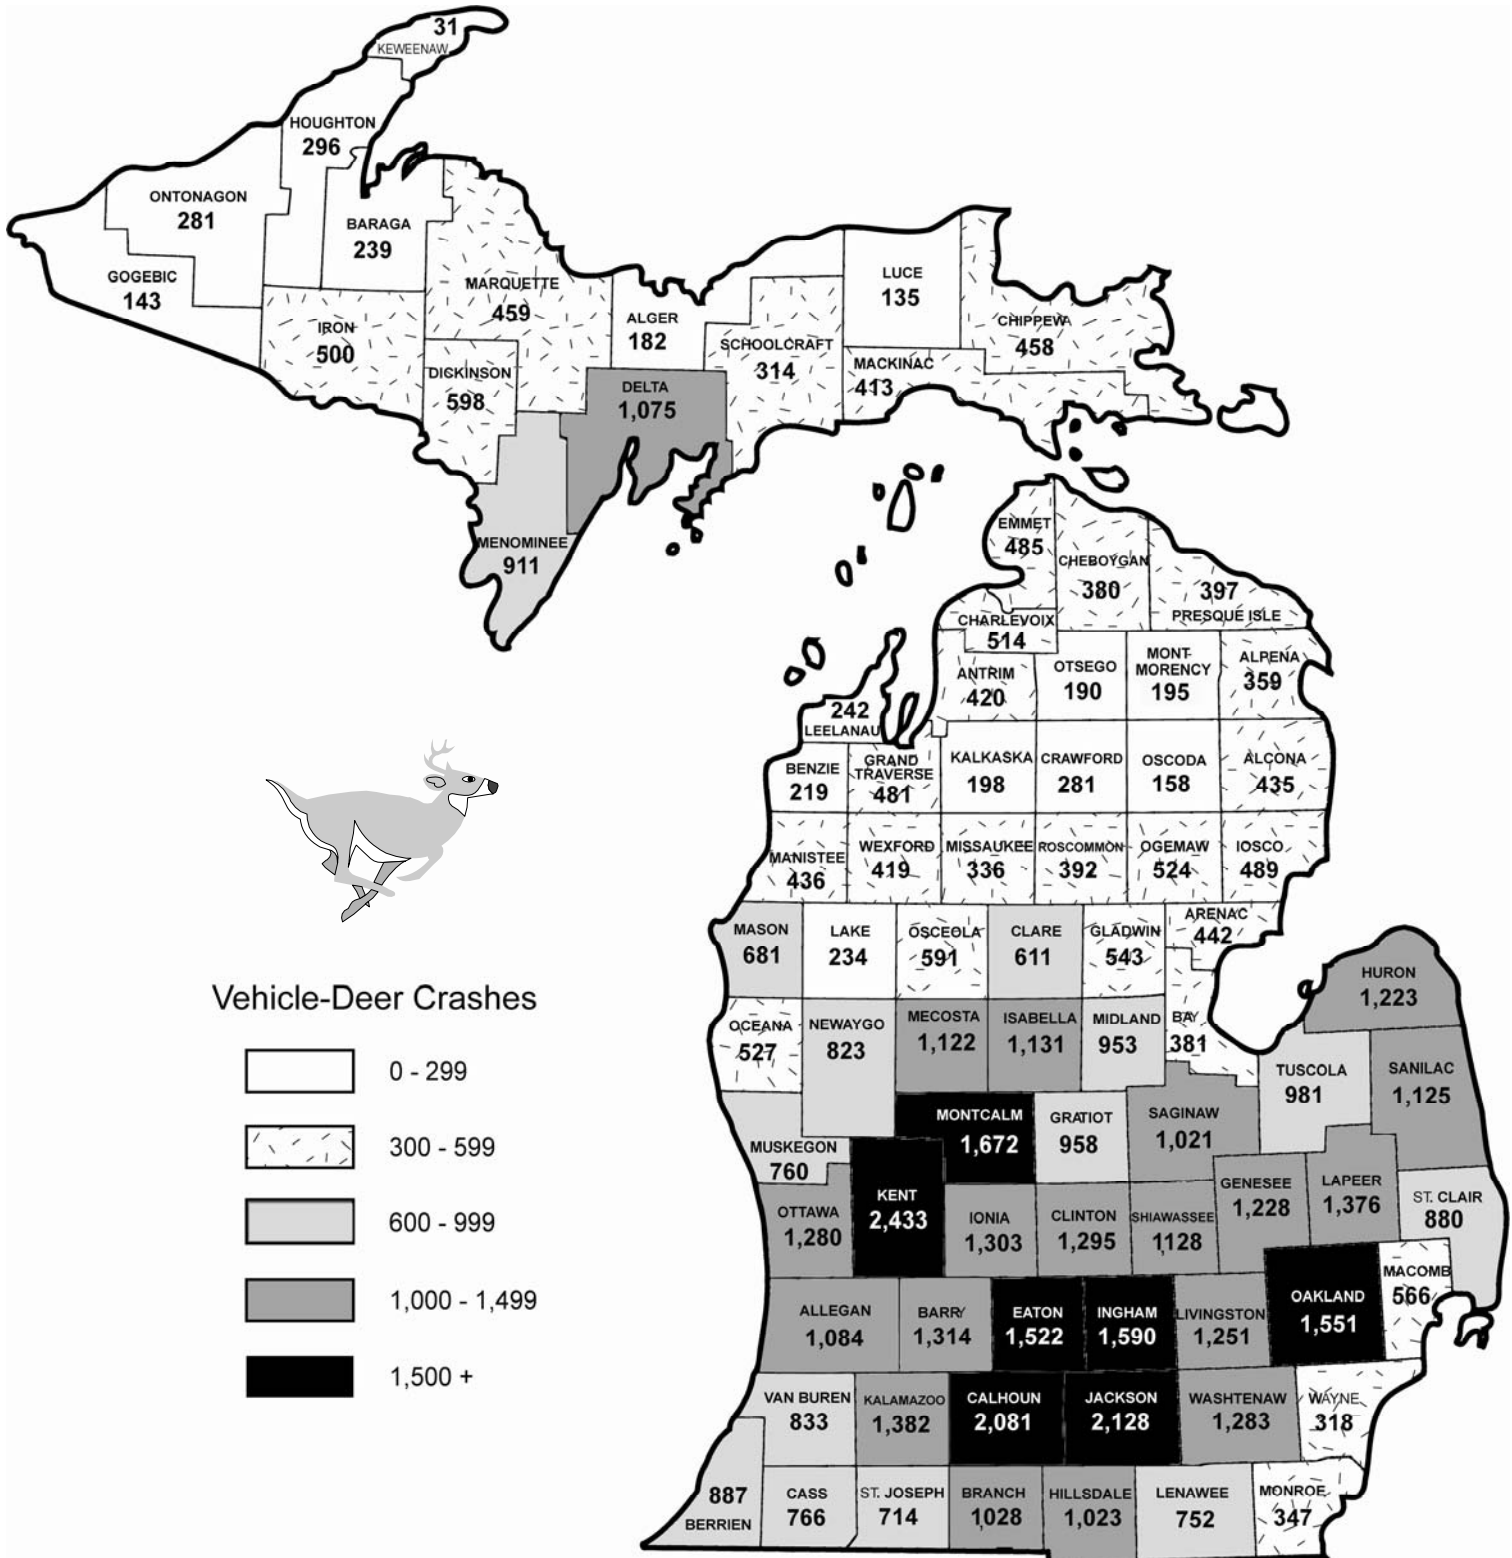 31
KEWEENAW
HOUGHTON
296
ONTONAGON
281
BARAGA
239
GOGEBIC
143
MARQUETTE
459
IRON
500
DICKINSON
598
ALGER
182
SCHOOLCRAFT
314
LUCE
135
CHIPPEWA
458
MACKINAC
413
DELTA
1,075
MENOMINEE
911
EMMET
485
CHEBOYGAN
380
397
PRESQUE ISLE
CHARLEVOIX
514
ANTRIM
420
OTSEGO
190
MONT-
MORENCY
195
ALPENA
359
242
LEELANAU
BENZIE
219
GRAND
TRAVERSE
481
KALKASKA
198
CRAWFORD
281
OSCODA
158
ALCONA
435
MANISTEE
436
WEXFORD
419
MISSAUKEE
336
ROSCOMMON
392
OGEMAW
524
IOSCO
489
MASON
681
LAKE
234
OSCEOLA
591
CLARE
611
GLADWIN
543
ARENAC
442
HURON
1,223
OCEANA
527
NEWAYGO
823
MECOSTA
1,122
ISABELLA
1,131
MIDLAND
953
BAY
381
TUSCOLA
981
SANILAC
1,125
MUSKEGON
760
MONTCALM
1,672
GRATIOT
958
SAGINAW
1,021
OTTAWA
1,280
KENT
2,433
IONIA
1,303
CLINTON
1,295
SHIAWASSEE
1128
GENESEE
1,228
LAPEER
1,376
ST. CLAIR
880
ALLEGAN
1,084
BARRY
1,314
EATON
1,522
INGHAM
1,590
LIVINGSTON
1,251
OAKLAND
1,551
MACOMB
566
VAN BUREN
833
KALAMAZOO
1,382
CALHOUN
2,081
JACKSON
2,128
WASHTENAW
1,283
WAYNE
318
887
BERRIEN
CASS
766
ST. JOSEPH
714
BRANCH
1028
HILLSDALE
1,023
LENAWEE
752
MONROE
347
Vehicle-Deer Crashes
0 - 299
300 - 599
600 - 999
1,000 - 1,499
1,500 +